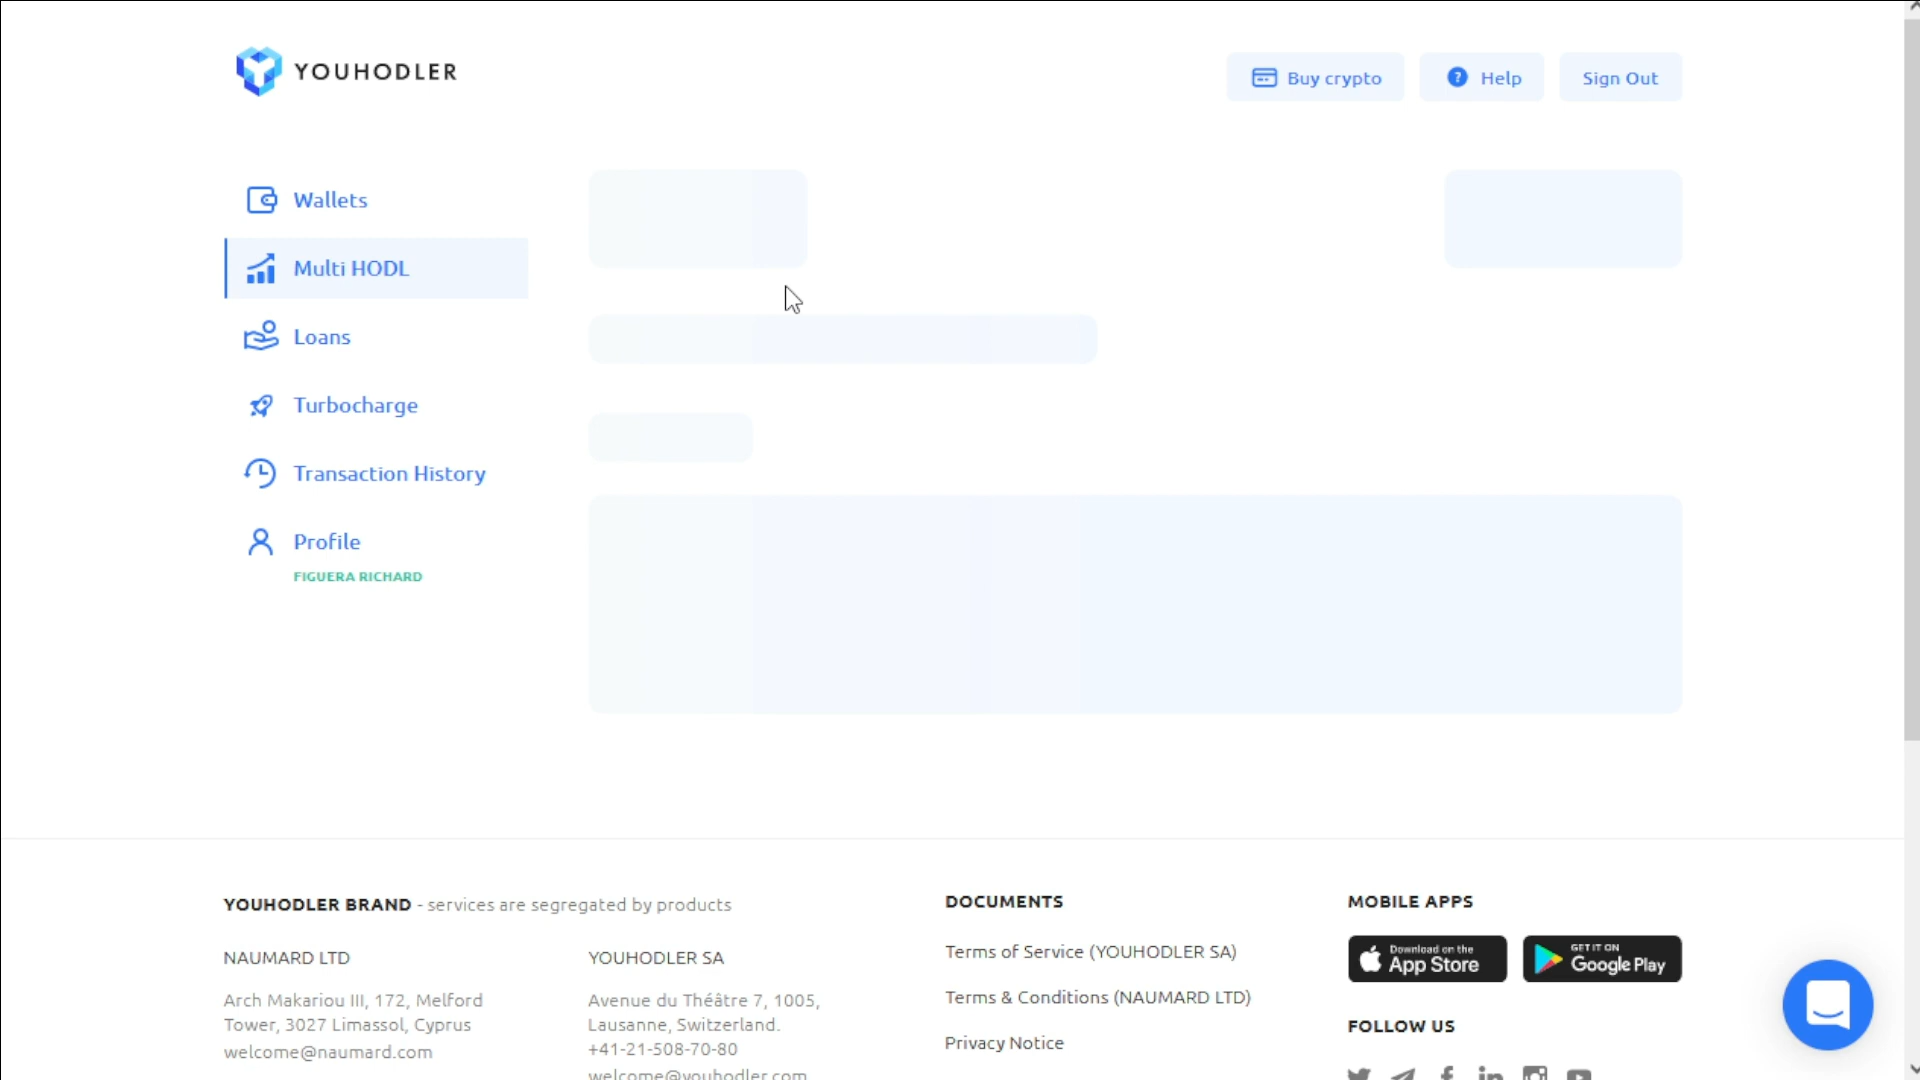 YOUHODLER
Buy crypto
Help
Sign Out
Wallets
Multi HODL
Loans
Turbocharge
Transaction History
Profile
FIGUERA RICHARD
YOUHODLER BRAND - services are segregated by products
NAUMARD LTD
Arch Makariou III, 172, Melford
Tower, 3027 Limassol, Cyprus
welcome@naumard.com
YOUHODLER SA
Avenue du Théâtre 7, 1005,
Lausanne, Switzerland.
+41-21-508-70-80
welcome@youhodler.com
DOCUMENTS
Terms of Service (YOUHODLER SA)
Terms & Conditions (NAUMARD LTD)
Privacy Notice
MOBILE APPS
Download on the
App Store
GET IT ON
Google Play
FOLLOW US